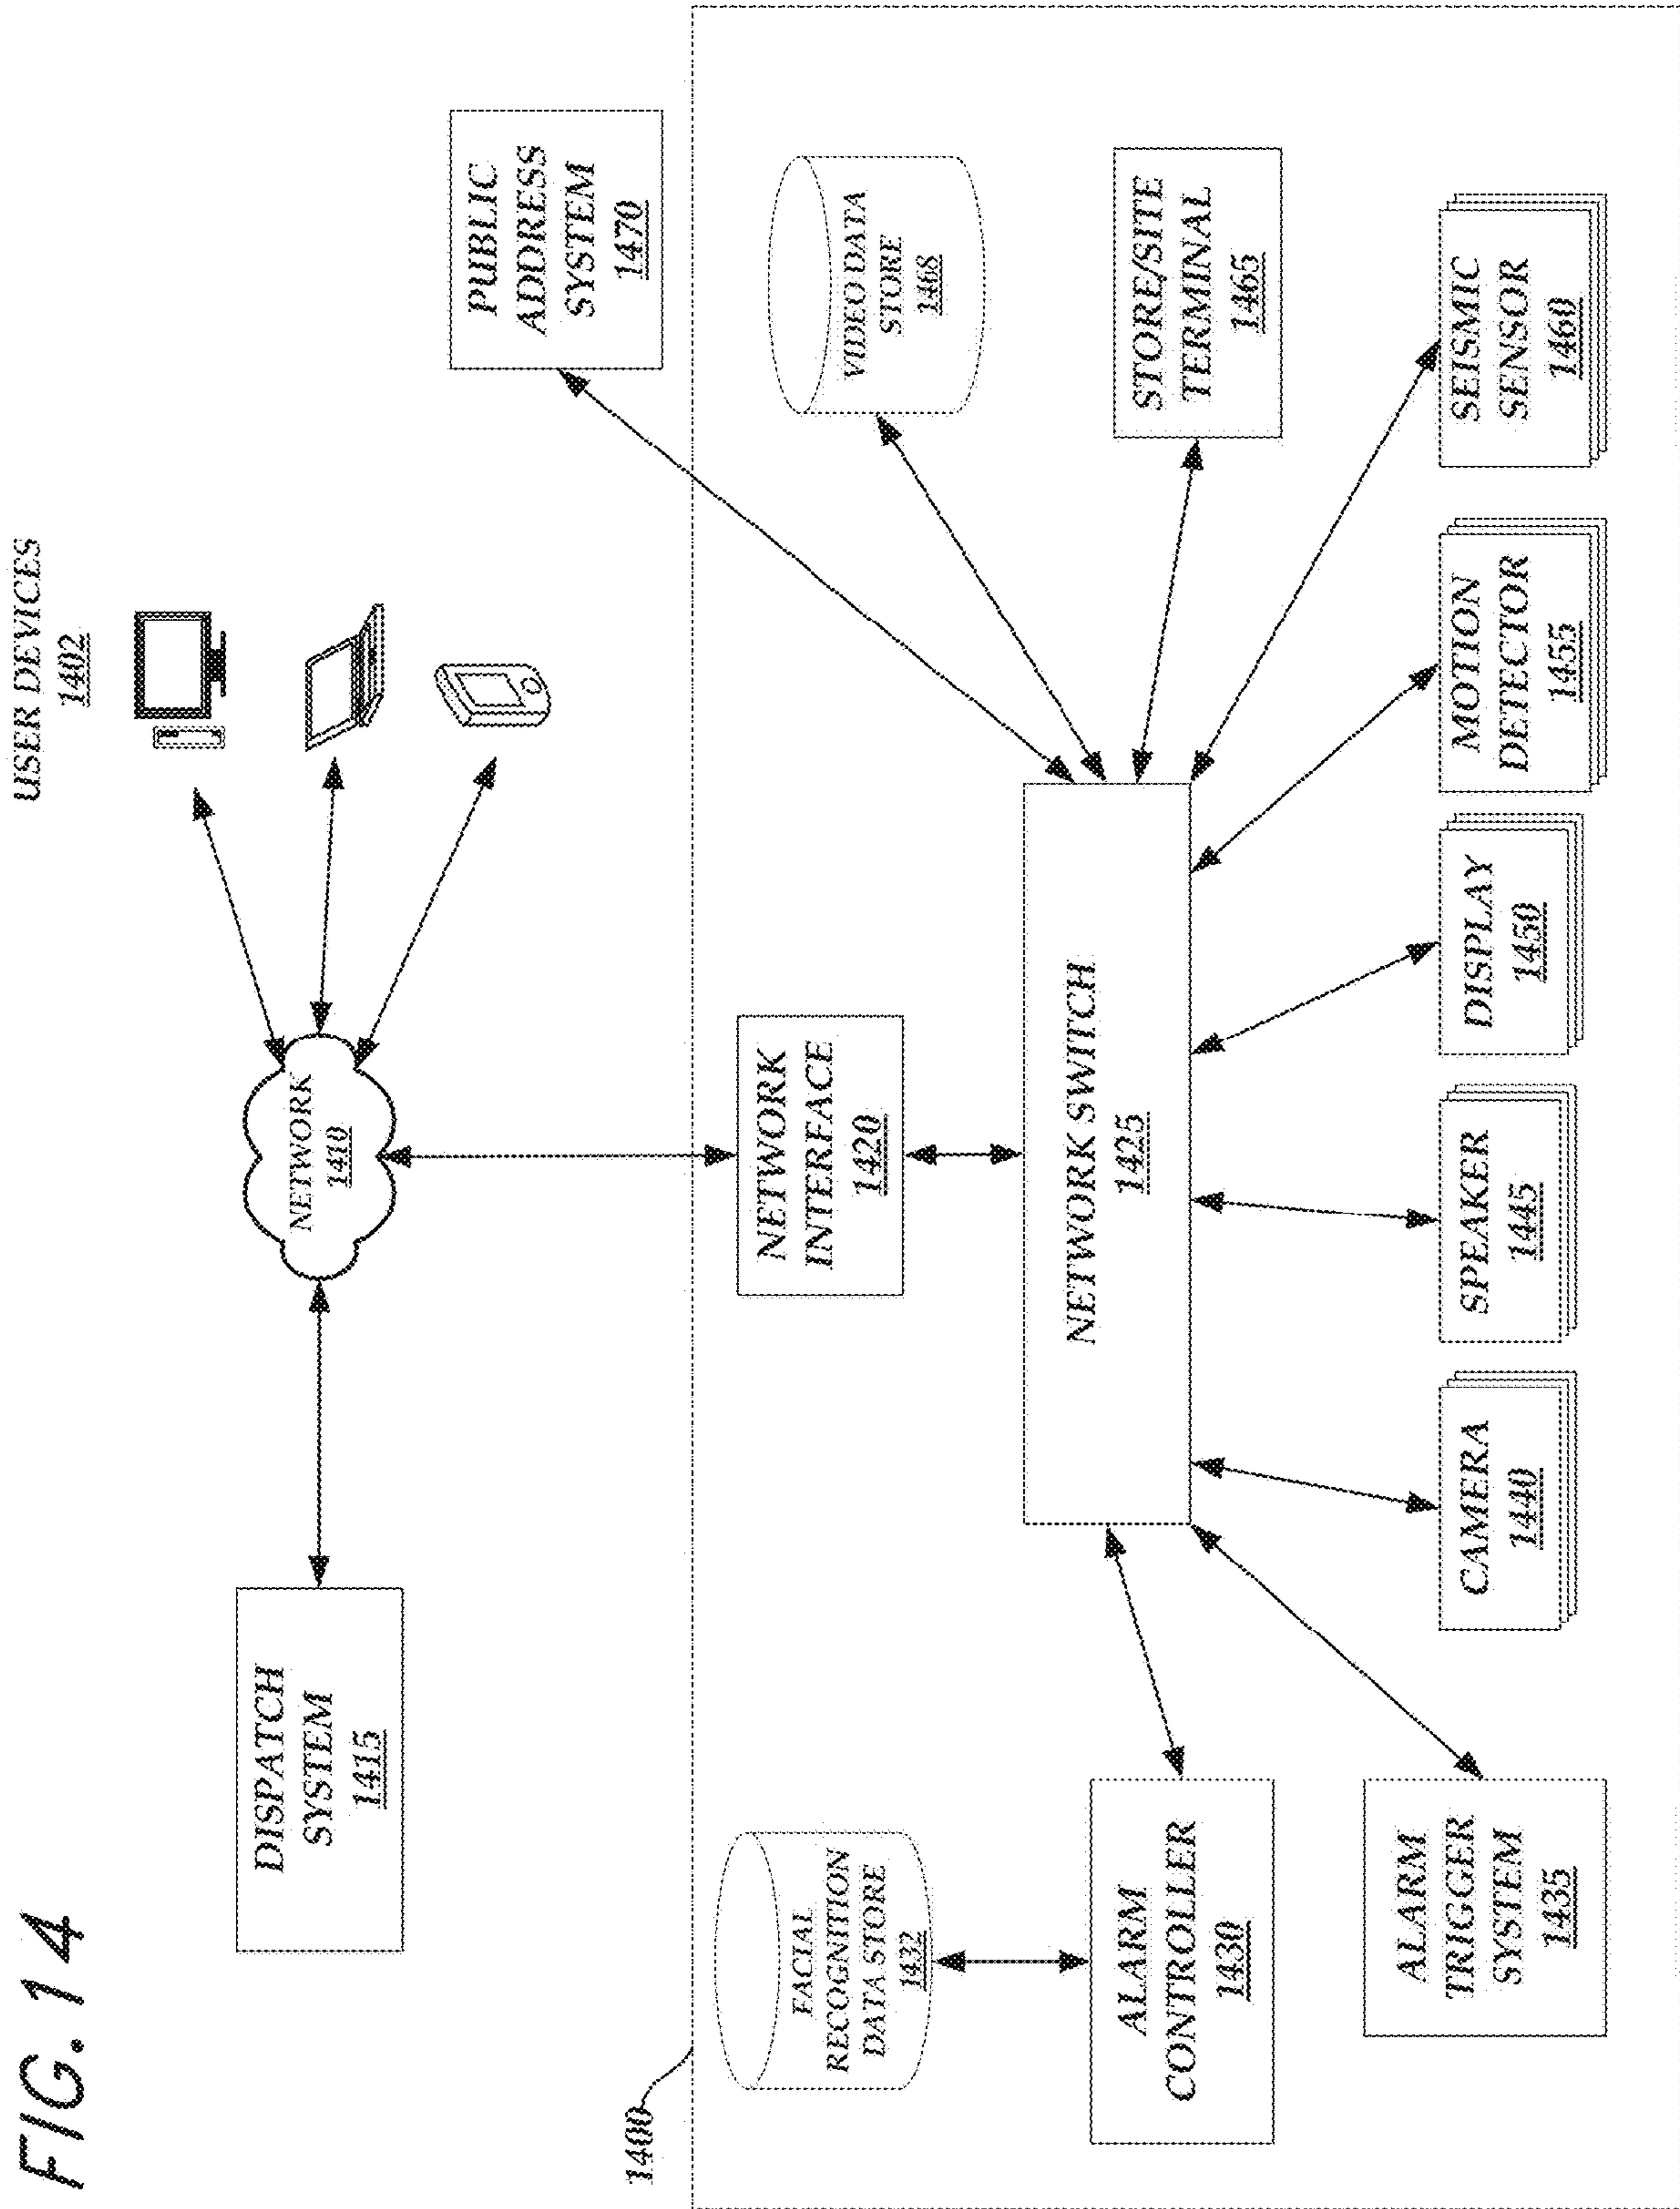 FIG. 14
USER DEVICES
1402
DISPATCH
SYSTEM
1415
NETWORK
1410
PUBLIC
ADDRESS
SYSTEM
1470
1400
FACIAL
RECOGNITION
DATA STORE
1432
NETWORK
INTERFACE
1420
VIDEO DATA
STORE
1468
ALARM
CONTROLLER
1430
NETWORK SWITCH
1425
STORE/SITE
TERMINAL
1465
ALARM
TRIGGER
SYSTEM
1435
CAMERA
1440
SPEAKER
1445
DISPLAY
1450
MOTION
DETECTOR
1455
SEISMIC
SENSOR
1460